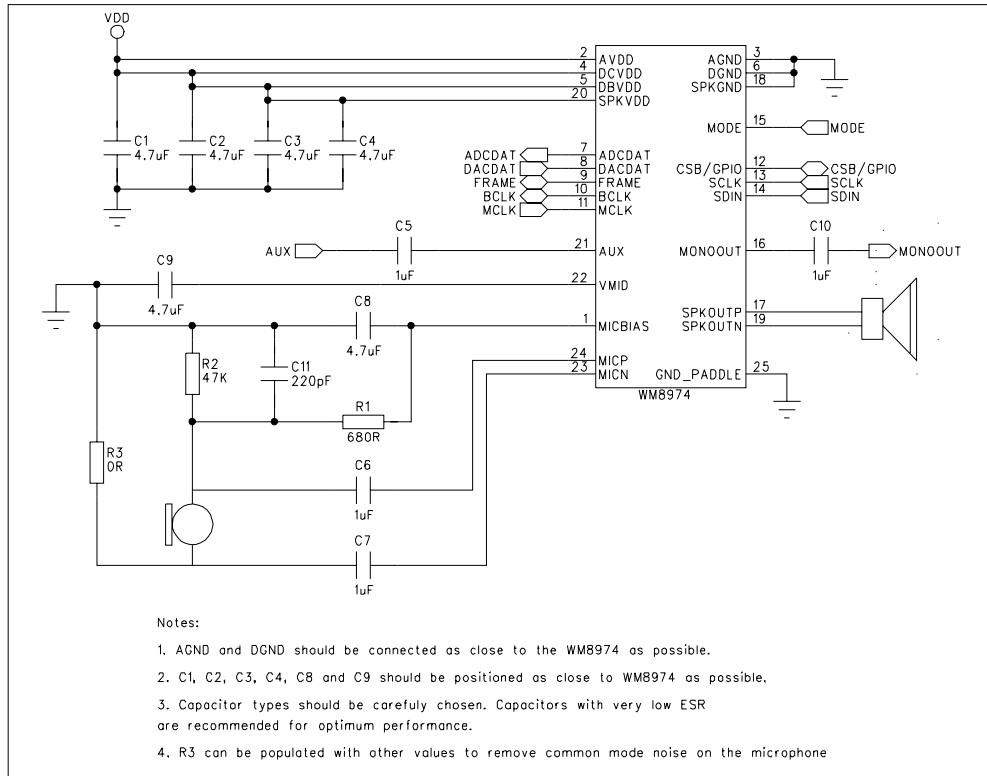 VDD
2 AVDD
4 DCVDD
5 DBVDD
20 SPKVDD
AGND 3
DGND 6
SPKGND 18
C1
4.7uF
C2
4.7uF
C3
4.7uF
C4
4.7uF
MODE 15 MODE
ADCDAT 7 ADCDAT
DACDAT 8 DACDAT
FRAME 9 FRAME
BCLK 10 BCLK
MCLK 11 MCLK
CSB/GPIO 12 CSB/GPIO
SCLK 13 SCLK
SDIN 14 SDIN
C5
AUX 21 AUX
1uF
C10
MONOOUT 16 MONOOUT
1uF
C9
22 VMID
4.7uF
SPKOUTP 17
SPKOUTN 19
C8
1 MICBIAS
4.7uF
R2
47K
C11
220pF
24 MICP
23 MICN
GND_PADDLE 25
WM8974
R1
680R
R3
0R
C6
1uF
C7
1uF
Notes:
1. AGND and DGND should be connected as close to the WM8974 as possible.
2. C1, C2, C3, C4, C8 and C9 should be positioned as close to WM8974 as possible.
3. Capacitor types should be carefuly chosen. Capacitors with very low ESR
are recommended for optimum performance.
4. R3 can be populated with other values to remove common mode noise on the microphone